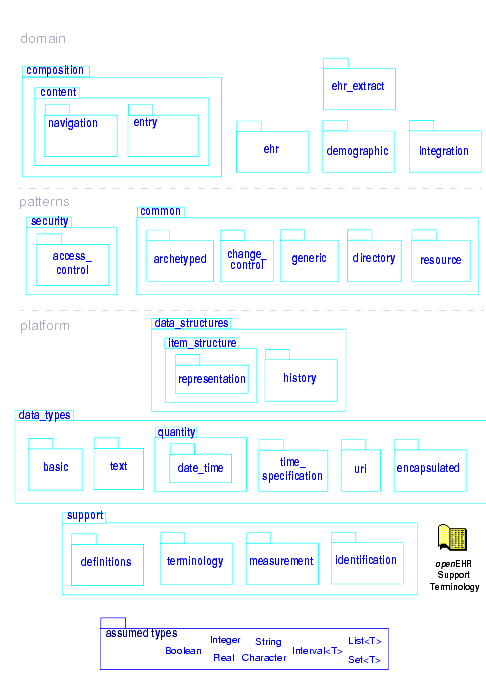 domain
composition
content
navigation
entry
ehr_extract
ehr
demographic
integration
patterns
security
access_
control
common
archetyped
change_
control
generic
directory
resource
platform
data_structures
item_structure
representation
history
data_types
basic
text
quantity
date_time
time_
specification
uri
encapsulated
support
definitions
terminology
measurement
identification
openEHR
Support
Terminology
assumed types
Boolean
Integer
Real
String
Character
Interval<T>
List<T>
Set<T>